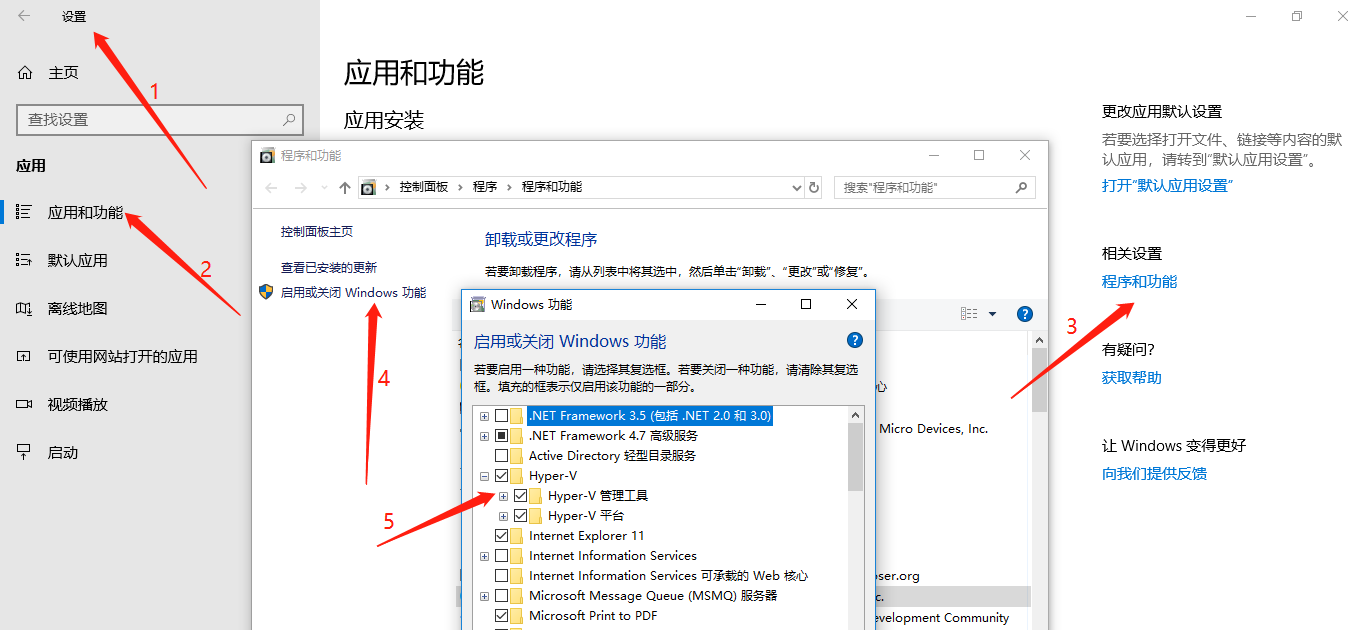 设置
主页
查找设置
应用
应用和功能
默认应用
离线地图
可使用网站打开的应用
视频播放
启动
1
2
应用和功能
应用安装
程序和功能
控制面板 程序 程序和功能
搜索"程序和功能"
控制面板主页
查看已安装的更新
启用或关闭 Windows 功能
4
5
卸载或更改程序
若要卸载程序，请从列表中将其选中，然后单击“卸载”、“更改”或“修复”。
Windows 功能
启用或关闭 Windows 功能
若要启用一种功能，请选择其复选框。若要关闭一种功能，请清除其复选
框。填充的框表示仅启用该功能的一部分。
.NET Framework 3.5 (包括 .NET 2.0 和 3.0)
.NET Framework 4.7 高级服务
Active Directory 轻型目录服务
Hyper-V
Hyper-V 管理工具
Hyper-V 平台
Internet Explorer 11
Internet Information Services
Internet Information Services 可承载的 Web 核心
Microsoft Message Queue (MSMQ) 服务器
Microsoft Print to PDF
心
Micro Devices, Inc.
oser.org
c.
evelopment Community
更改应用默认设置
若要选择打开文件、链接等内容的默
认应用，请转到“默认应用设置”。
打开“默认应用设置”
相关设置
程序和功能
3
有疑问?
获取帮助
让 Windows 变得更好
向我们提供反馈